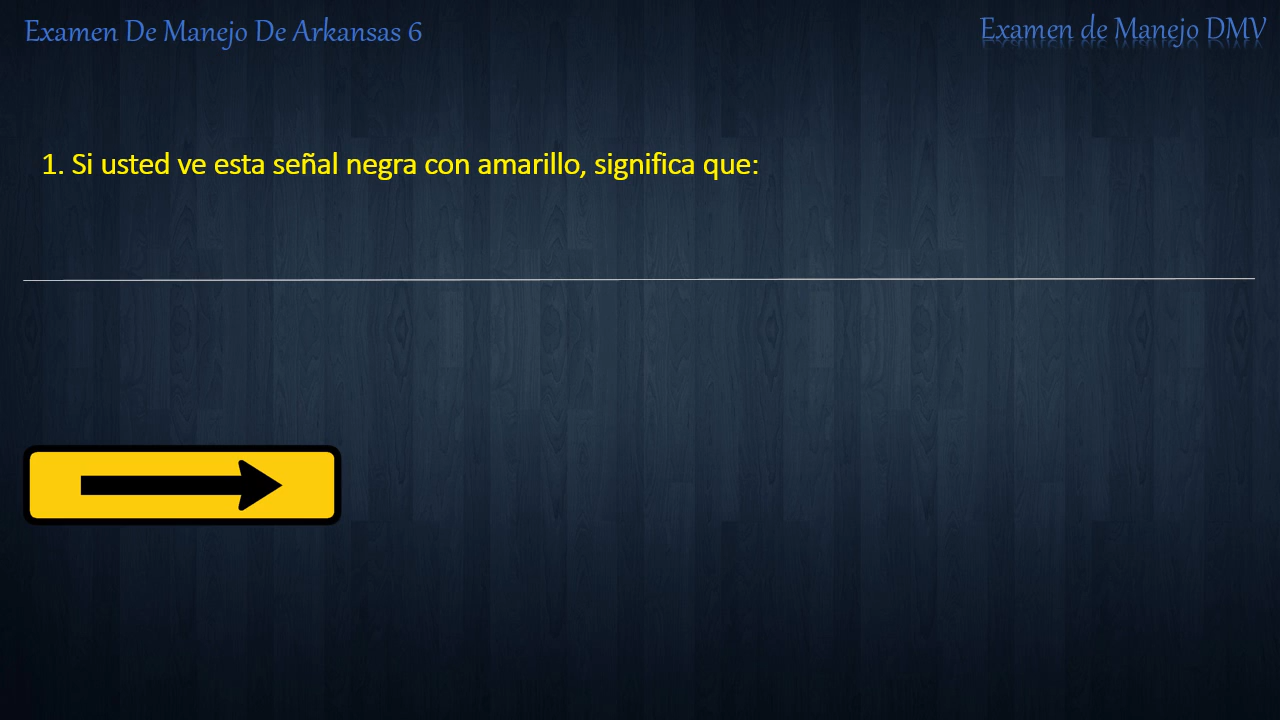 Examen De Manejo De Arkansas 6
Examen de Manejo DMV
1. Si usted ve esta señal negra con amarillo, significa que: